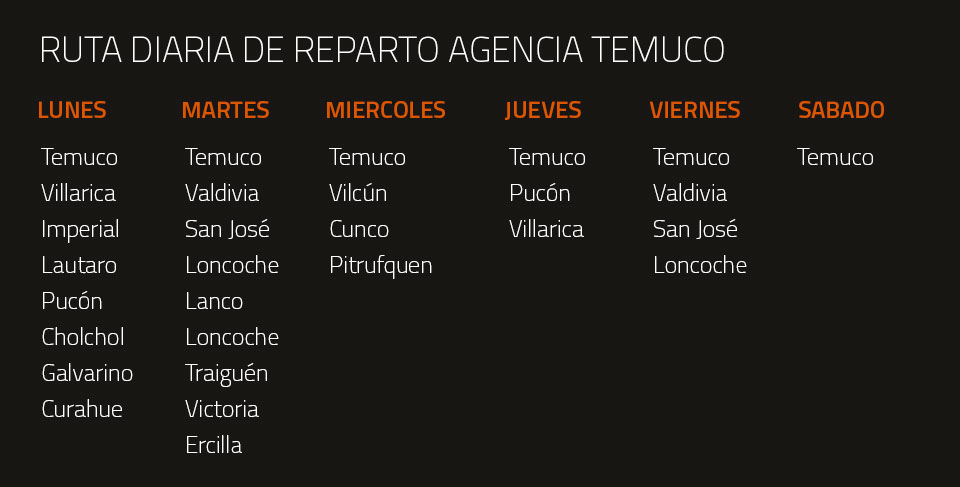 RUTA DIARIA DE REPARTO AGENCIA TEMUCO
LUNES
Temuco
Villarica
Imperial
Lautaro
Pucón
Cholchol
Galvarino
Curahue
MARTES
Temuco
Valdivia
San José
Loncoche
Lanco
Loncoche
Traiguén
Victoria
Ercilla
MIERCOLES
Temuco
Vilcún
Cunco
Pitrufquen
JUEVES
Temuco
Pucón
Villarica
VIERNES
Temuco
Valdivia
San José
Loncoche
SABADO
Temuco